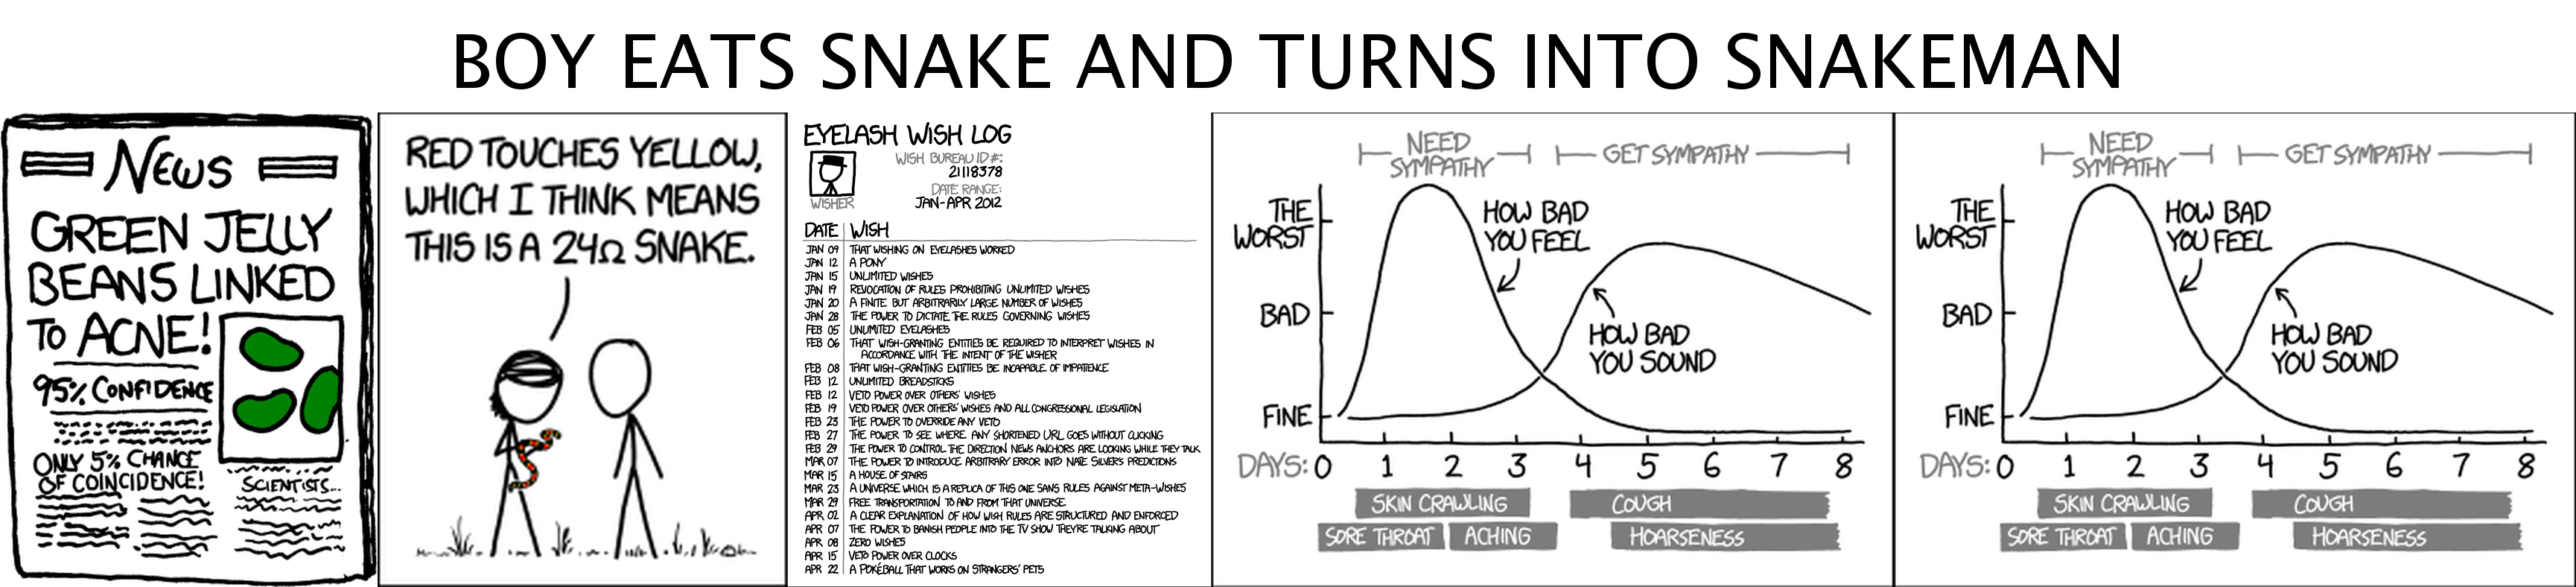 BOY EATS SNAKE AND TURNS INTO SNAKEMAN
NEWS
GREEN JELLY
BEANS LINKED
TO ACNE!
95% CONFIDENCE
ONLY 5% CHANCE
OF COINCIDENCE!
SCIENTISTS...
RED TOUCHES YELLOW,
WHICH I THINK MEANS
THIS IS A 24Ω SNAKE.
EYELASH WISH LOG
WISH BUREAU ID#:
21118378
DATE RANGE:
JAN-APR 2012
WISHER
DATE WISH
JAN 09 THAT WISHING ON EYELASHES WORKED
JAN 12 A PONY
JAN 15 UNLIMITED WISHES
JAN 19 REVOCATION OF RULES PROHIBITING UNLIMITED WISHES
JAN 20 A FINITE BUT ARBITRARILY LARGE NUMBER OF WISHES
JAN 28 THE POWER TO DICTATE THE RULES GOVERNING WISHES
FEB 05 UNLIMITED EYELASHES
FEB 06 THAT WISH-GRANTING ENTITIES BE REQUIRED TO INTERPRET WISHES IN
ACCORDANCE WITH THE INTENT OF THE WISHER
FEB 08 THAT WISH-GRANTING ENTITIES BE INCAPABLE OF IMPATIENCE
FEB 12 UNLIMITED BREADSTICKS
FEB 12 VETO POWER OVER OTHERS' WISHES
FEB 19 VETO POWER OVER OTHERS' WISHES AND ALL CONGRESSIONAL LEGISLATION
FEB 23 THE POWER TO OVERRIDE ANY VETO
FEB 27 THE POWER TO SEE WHERE ANY SHORTENED URL GOES WITHOUT CLICKING
FEB 29 THE POWER TO CONTROL THE DIRECTION NEWS ANCHORS ARE LOOKING WHILE THEY TALK
MAR 07 THE POWER TO INTRODUCE ARBITRARY ERROR INTO NATE SILVER'S PREDICTIONS
MAR 15 A HOUSE OF STAIRS
MAR 23 A UNIVERSE WHICH IS A REPLICA OF THIS ONE SANS RULES AGAINST META-WISHES
MAR 29 FREE TRANSPORTATION TO AND FROM THAT UNIVERSE
APR 02 A CLEAR EXPLANATION OF HOW WISH RULES ARE STRUCTURED AND ENFORCED
APR 07 THE POWER TO BANISH PEOPLE INTO THE TV SHOW THEY'RE TALKING ABOUT
APR 08 ZERO WISHES
APR 15 VETO POWER OVER CLOCKS
APR 22 A POKÉBALL THAT WORKS ON STRANGERS' PETS
NEED
SYMPATHY
GET SYMPATHY
THE
WORST
HOW BAD
YOU FEEL
BAD
HOW BAD
YOU SOUND
FINE
DAYS: 0 1 2 3 4 5 6 7 8
SKIN CRAWLING COUGH
SORE THROAT ACHING HOARSENESS
NEED
SYMPATHY
GET SYMPATHY
THE
WORST
HOW BAD
YOU FEEL
BAD
HOW BAD
YOU SOUND
FINE
DAYS: 0 1 2 3 4 5 6 7 8
SKIN CRAWLING COUGH
SORE THROAT ACHING HOARSENESS